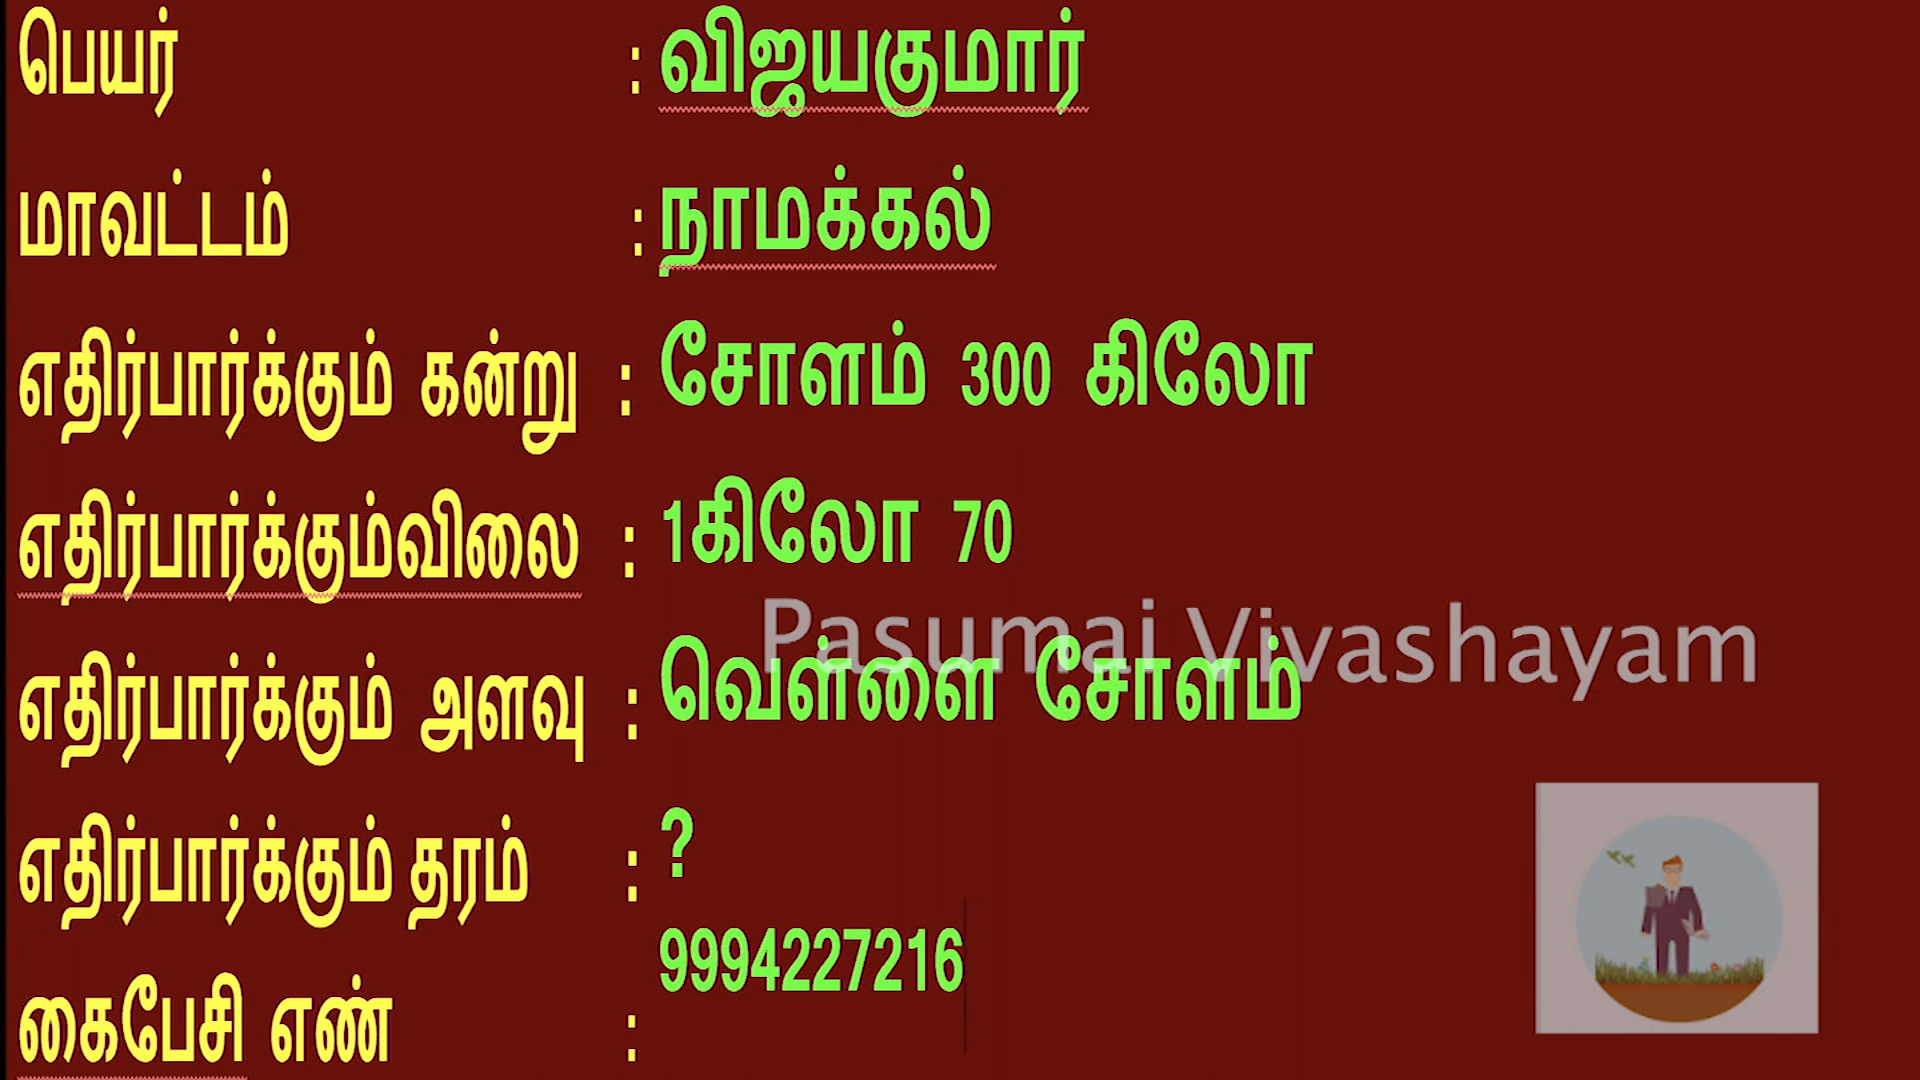 பெயர் : விஜயகுமார்
மாவட்டம் : நாமக்கல்
எதிர்பார்க்கும் கன்று : சோளம் 300 கிலோ
எதிர்பார்க்கும்விலை : 1கிலோ 70
Pasumai Vivashayam
எதிர்பார்க்கும் அளவு : வெள்ளை சோளம்
எதிர்பார்க்கும் தரம் : ?
9994227216
கைபேசி எண் :